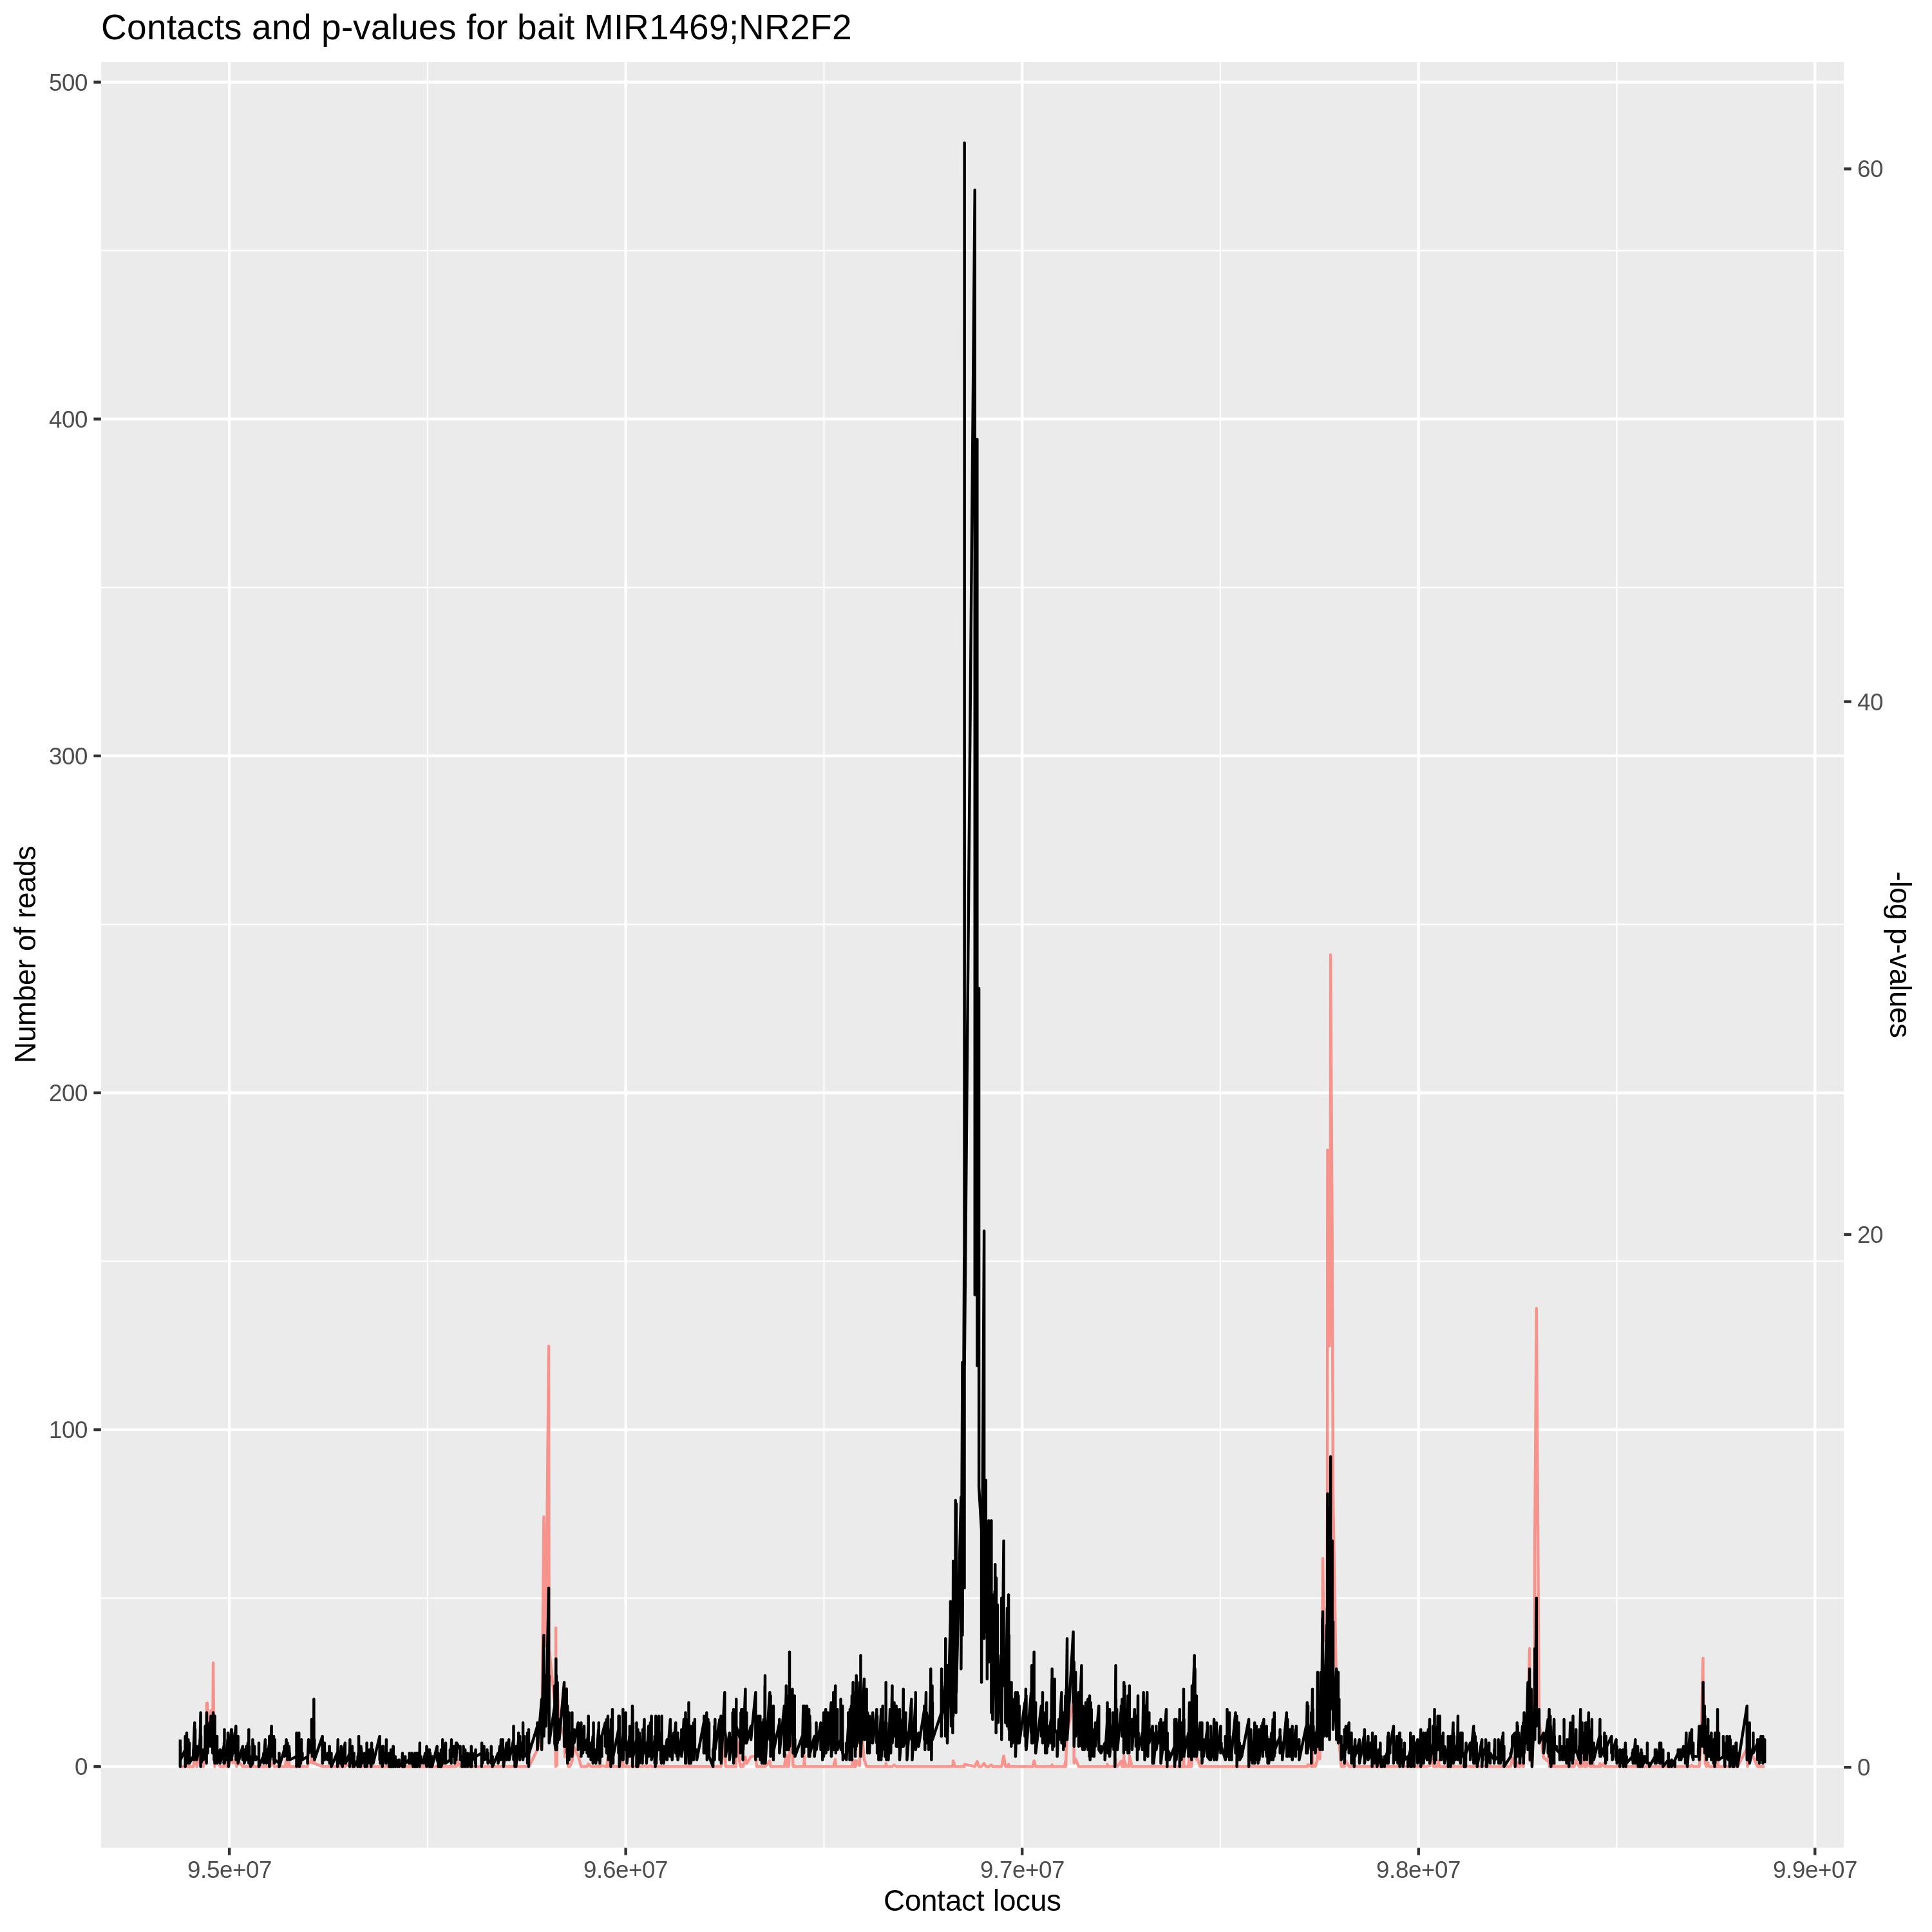 Contacts and p-values for bait MIR1469;NR2F2
500
400
300
200
100
0
Number of reads
60
40
20
0
-log p-values
9.5e+07
9.6e+07
9.7e+07
9.8e+07
9.9e+07
Contact locus